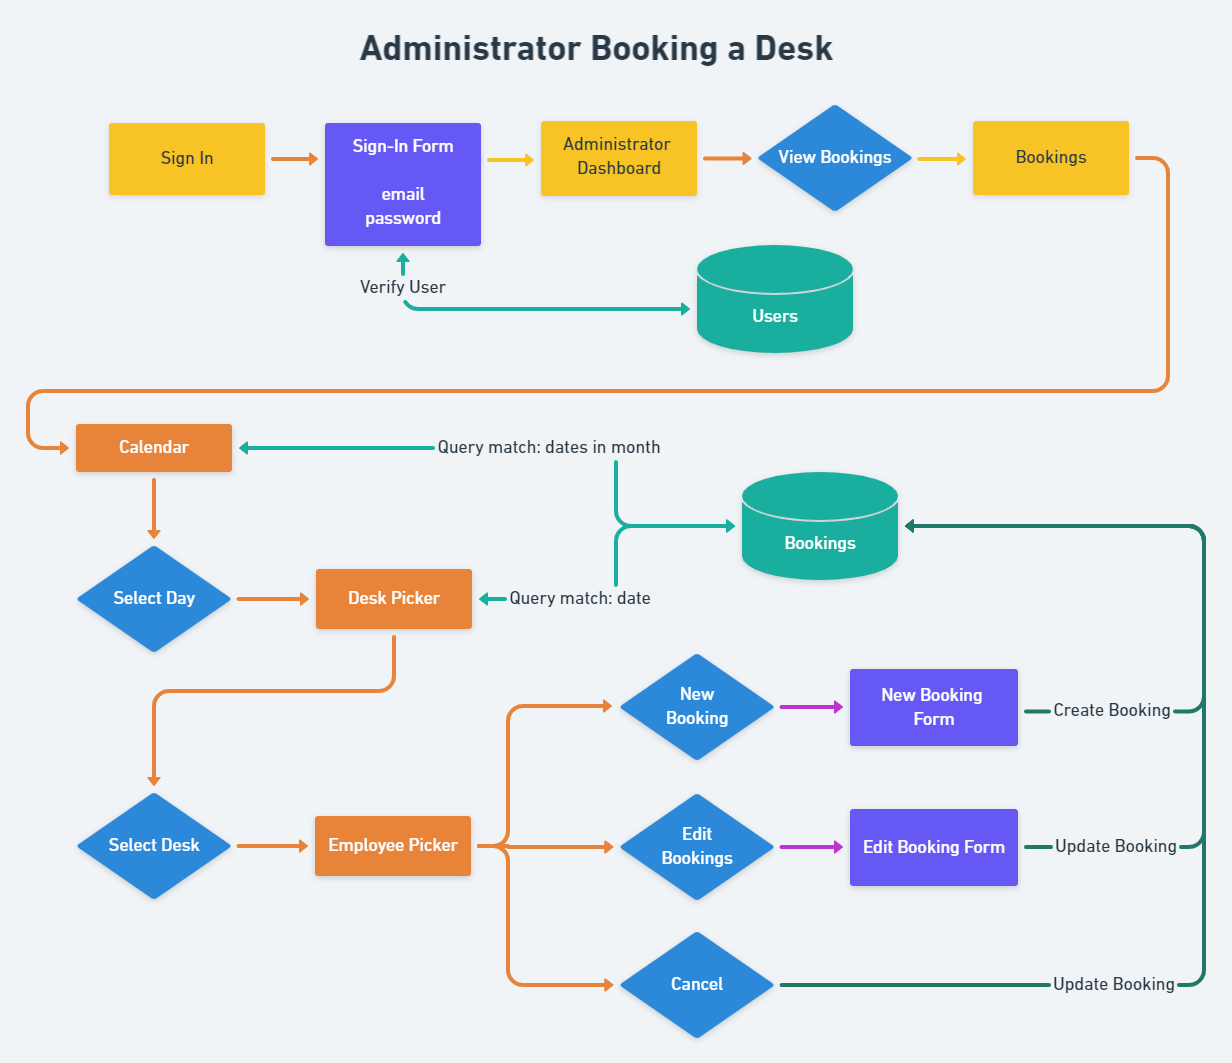 Administrator Booking a Desk
Sign In
Sign-In Form
email
password
Administrator
Dashboard
View Bookings
Bookings
Verify User
Users
Calendar
Query match: dates in month
Bookings
Select Day
Desk Picker
Query match: date
New
Booking
New Booking
Form
Create Booking
Select Desk
Employee Picker
Edit
Bookings
Edit Booking Form
Update Booking
Cancel
Update Booking